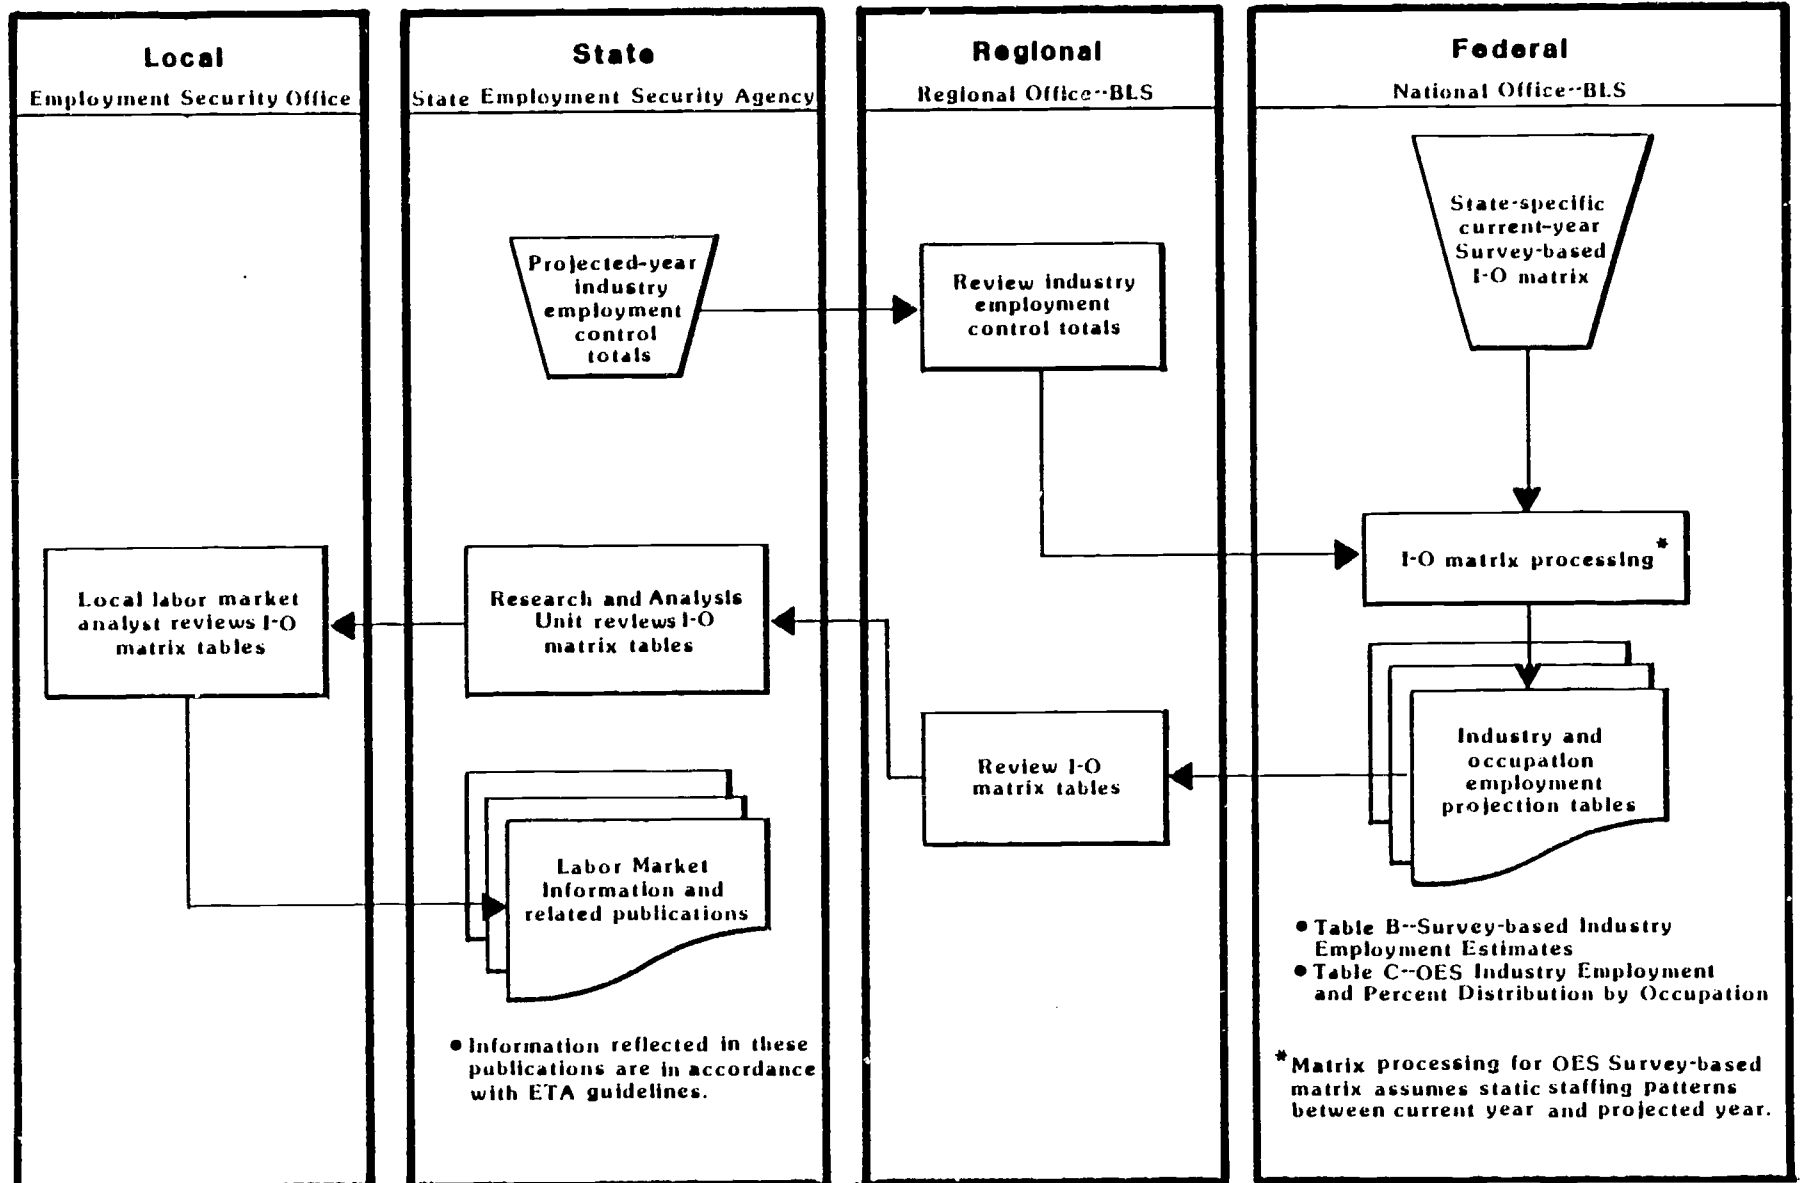 Local
Employment Security Office
State
State Employment Security Agency
Regional
Regional Office--BLS
Federal
National Office--BLS
State-specific
current-year
Survey-based
I-O matrix
Projected-year
industry
employment
control
totals
Review industry
employment
control totals
I-O matrix processing*
Local labor market
analyst reviews I-O
matrix tables
Research and Analysis
Unit reviews I-O
matrix tables
Review I-O
matrix tables
Industry and
occupation
employment
projection tables
Labor Market
Information and
related publications
● Table B--Survey-based Industry
Employment Estimates
● Table C--OES Industry Employment
and Percent Distribution by Occupation
● Information reflected in these
publications are in accordance
with ETA guidelines.
*Matrix processing for OES Survey-based
matrix assumes static staffing patterns
between current year and projected year.